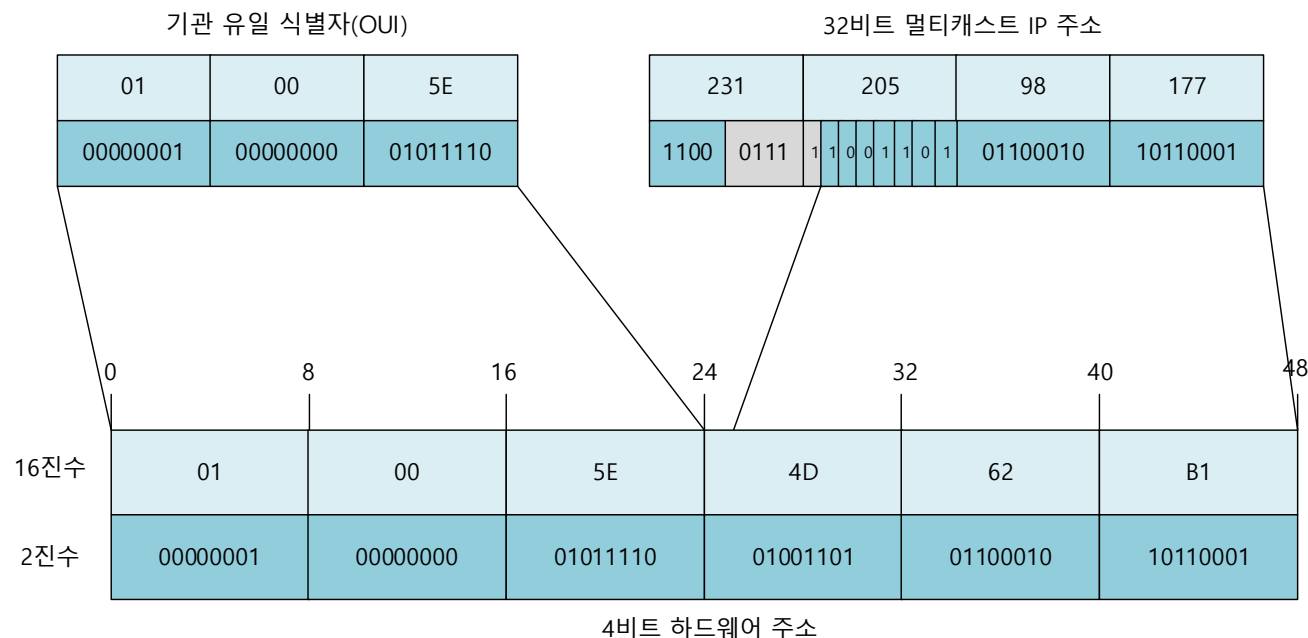 기관 유일 식별자(OUI)
32비트 멀티캐스트 IP 주소
01 00 5E
231 205 98 177
00000001 00000000 01011110
1100 0111 1 1 0 0 1 1 0 1 01100010 10110001
0 8 16 24 32 40 48
16진수 01 00 5E 4D 62 B1
2진수 00000001 00000000 01011110 01001101 01100010 10110001
4비트 하드웨어 주소